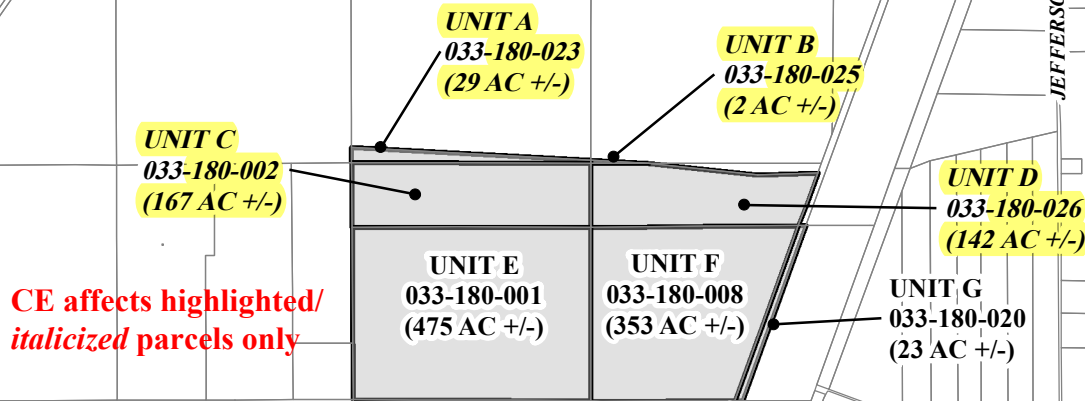 UNIT A
033-180-023
(29 AC +/-)
UNIT B
033-180-025
(2 AC +/-)
UNIT C
033-180-002
(167 AC +/-)
UNIT D
033-180-026
(142 AC +/-)
UNIT E
033-180-001
(475 AC +/-)
UNIT F
033-180-008
(353 AC +/-)
UNIT G
033-180-020
(23 AC +/-)
CE affects highlighted/
italicized parcels only